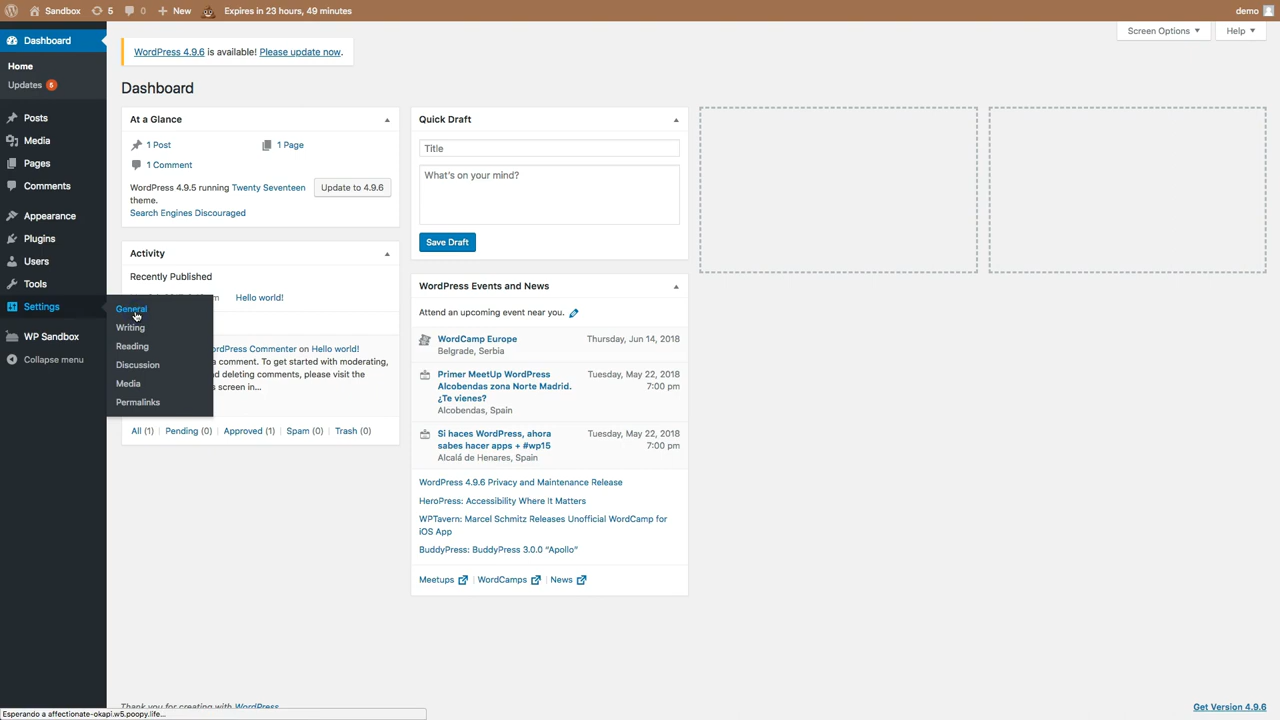 Sandbox 5 0 + New Expires in 23 hours, 49 minutes demo
Dashboard
Home
Updates 5
Posts
Media
Pages
Comments
Appearance
Plugins
Users
Tools
Settings
WP Sandbox
Collapse menu
General
Writing
Reading
Discussion
Media
Permalinks
Screen Options ▼ Help ▼
WordPress 4.9.6 is available! Please update now.
Dashboard
At a Glance
1 Post 1 Page
1 Comment
WordPress 4.9.5 running Twenty Seventeen
theme.
Update to 4.9.6
Search Engines Discouraged
Activity
Recently Published
Hello world!
Commenter on Hello world!
a comment. To get started with moderating,
deleting comments, please visit the
screen in...
All (1) | Pending (0) | Approved (1) | Spam (0) | Trash (0)
Quick Draft
Title
What's on your mind?
Save Draft
WordPress Events and News
Attend an upcoming event near you.
WordCamp Europe Thursday, Jun 14, 2018
Belgrade, Serbia
Primer MeetUp WordPress Tuesday, May 22, 2018
Alcobendas zona Norte Madrid. 7:00 pm
¿Te vienes?
Alcobendas, Spain
Si haces WordPress, ahora Tuesday, May 22, 2018
sabes hacer apps + #wp15 7:00 pm
Alcalá de Henares, Spain
WordPress 4.9.6 Privacy and Maintenance Release
HeroPress: Accessibility Where It Matters
WPTavern: Marcel Schmitz Releases Unofficial WordCamp for
iOS App
BuddyPress: BuddyPress 3.0.0 “Apollo”
Meetups | WordCamps | News
Thank you for creating with WordPress
Get Version 4.9.6
Esperando a affectionate-okapi.w5.poopy.life...